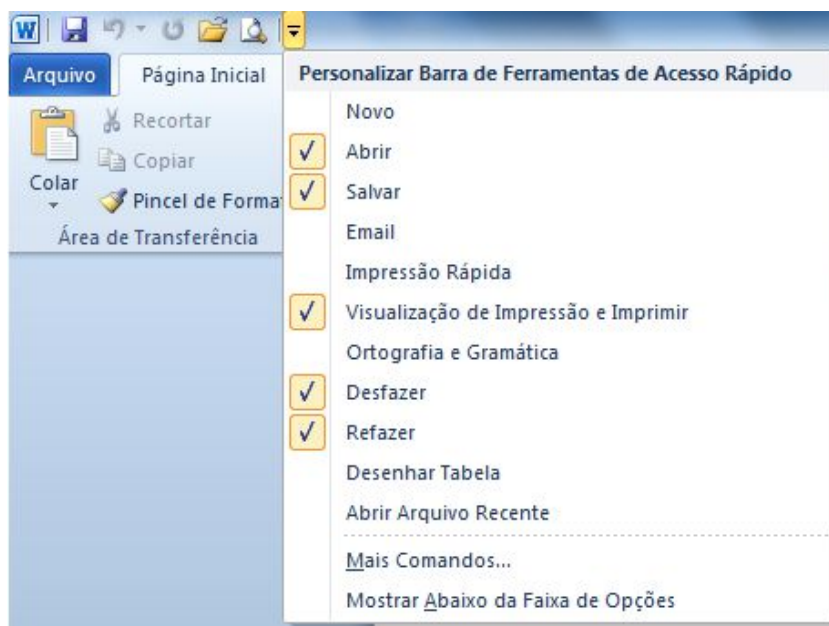 W
Arquivo
Página Inicial
Personalizar Barra de Ferramentas de Acesso Rápido
Recortar
Copiar
Colar
Pincel de Forma
Área de Transferência
Novo
Abrir
Salvar
Email
Impressão Rápida
Visualização de Impressão e Imprimir
Ortografia e Gramática
Desfazer
Refazer
Desenhar Tabela
Abrir Arquivo Recente
Mais Comandos...
Mostrar Abaixo da Faixa de Opções